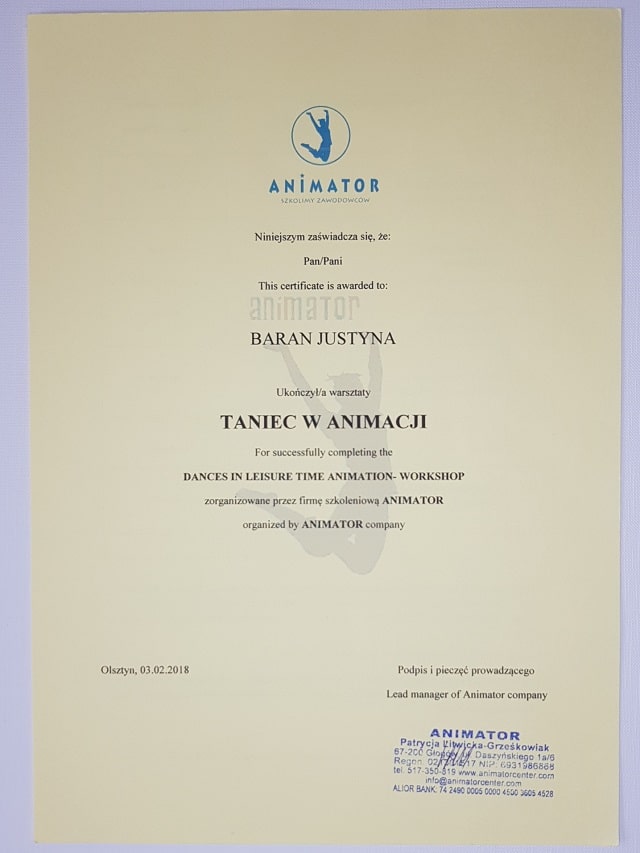 ANiMATOR
SZKOLIMY ZAWODOWCÓW
Niniejszym zaświadcza się, że:
Pan/Pani
This certificate is awarded to:
animator
BARAN JUSTYNA
Ukończył/a warsztaty
TANIEC W ANIMACJI
For successfully completing the
DANCES IN LEISURE TIME ANIMATION- WORKSHOP
zorganizowane przez firmę szkoleniową ANIMATOR
organized by ANIMATOR company
Olsztyn, 03.02.2018
Podpis i pieczęć prowadzącego
Lead manager of Animator company
ANIMATOR
Patrycja Litwicka-Grześkowiak
67-200 Głogów, ul. Daszyńskiego 1a/6
Regon. NIP: 6931986868
tel. 517-350-819 www.animatorcenter.com
info@animatorcenter.com
ALIOR BANK: 74 2490 0005 0000 4500 3605 4528